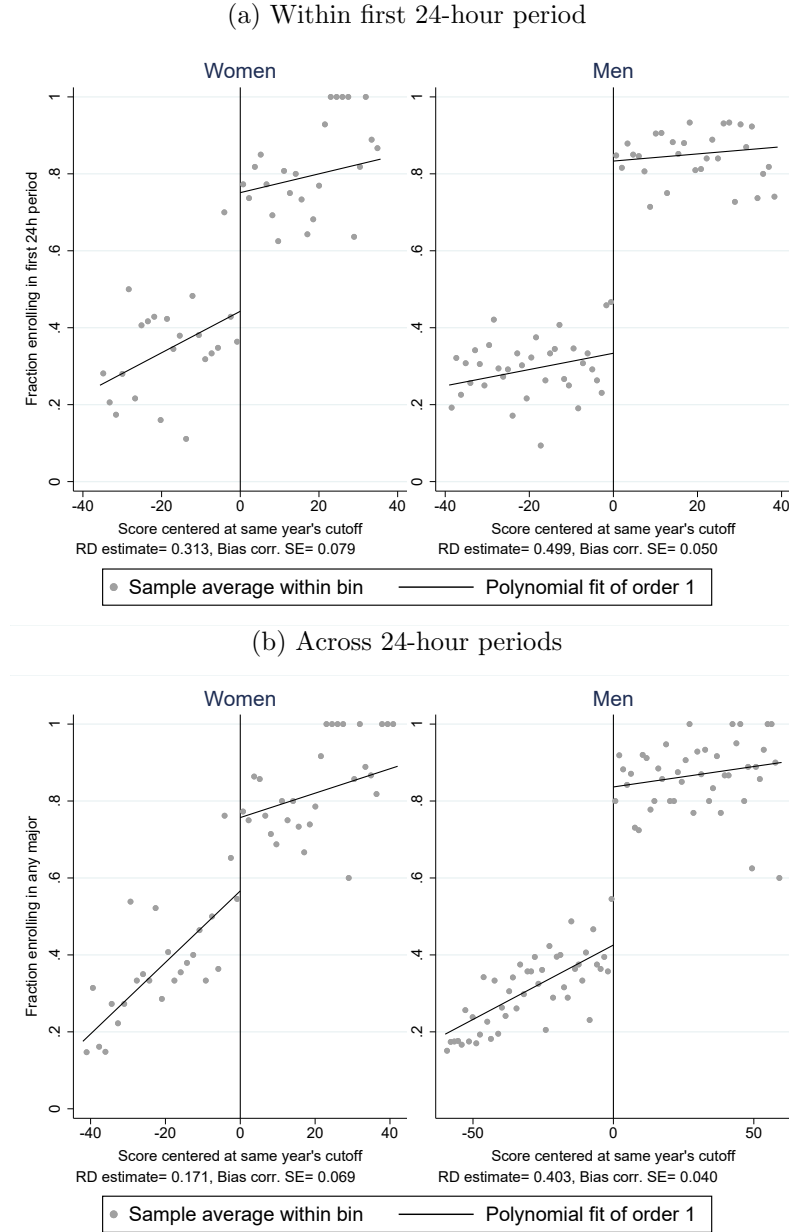 (a) Within first 24-hour period
Women
Men
Fraction enrolling in first 24h period
1
.8
.6
.4
.2
0
1
.8
.6
.4
.2
0
-40 -20 0 20 40
-40 -20 0 20 40
Score centered at same year's cutoff
Score centered at same year's cutoff
RD estimate= 0.313, Bias corr. SE= 0.079
RD estimate= 0.499, Bias corr. SE= 0.050
Sample average within bin Polynomial fit of order 1
(b) Across 24-hour periods
Women
Men
Fraction enrolling in any major
1
.8
.6
.4
.2
0
1
.8
.6
.4
.2
0
-40 -20 0 20 40
-50 0 50
Score centered at same year's cutoff
Score centered at same year's cutoff
RD estimate= 0.171, Bias corr. SE= 0.069
RD estimate= 0.403, Bias corr. SE= 0.040
Sample average within bin Polynomial fit of order 1